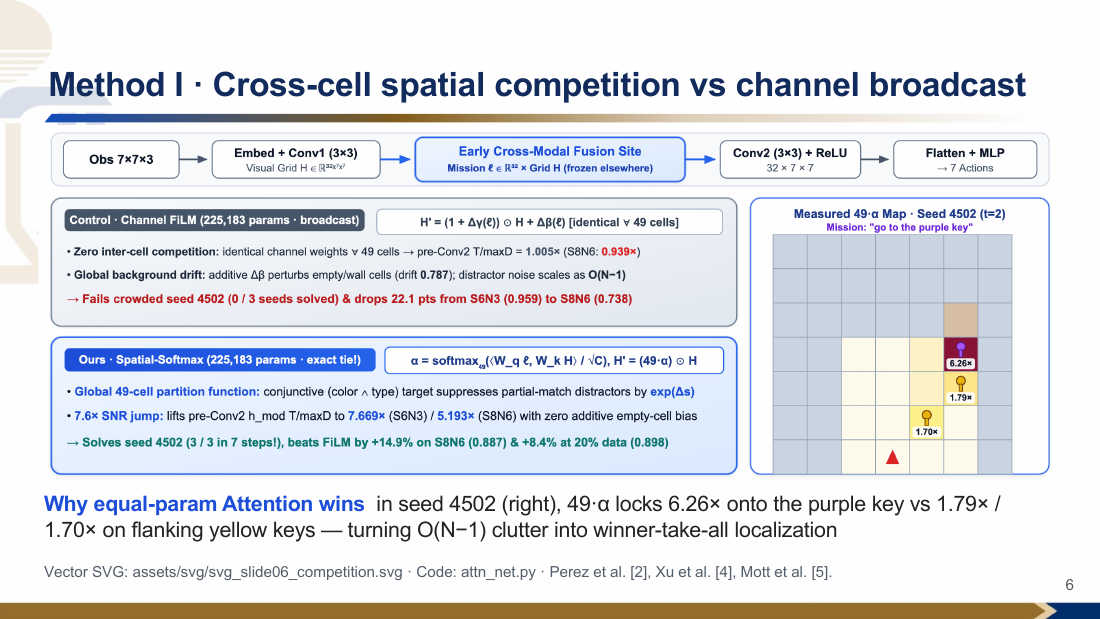 Method I · Cross-cell spatial competition vs channel broadcast
Obs 7×7×3
Embed + Conv1 (3×3)
Visual Grid H ∈ ℝ³²ˣ⁷ˣ⁷
Early Cross-Modal Fusion Site
Mission ℓ ∈ ℝ³² × Grid H (frozen elsewhere)
Conv2 (3×3) + ReLU
32 × 7 × 7
Flatten + MLP
→ 7 Actions
Control · Channel FiLM (225,183 params · broadcast)
H' = (1 + Δγ(ℓ)) ⊙ H + Δβ(ℓ) [identical ∀ 49 cells]
• Zero inter-cell competition: identical channel weights ∀ 49 cells → pre-Conv2 T/maxD = 1.005× (S8N6: 0.939×)
• Global background drift: additive Δβ perturbs empty/wall cells (drift 0.787); distractor noise scales as O(N−1)
→ Fails crowded seed 4502 (0 / 3 seeds solved) & drops 22.1 pts from S6N3 (0.959) to S8N6 (0.738)
Ours · Spatial-Softmax (225,183 params · exact tie!)
α = softmax₄₉(⟨W_q ℓ, W_k H⟩ / √C), H' = (49·α) ⊙ H
• Global 49-cell partition function: conjunctive (color ∧ type) target suppresses partial-match distractors by exp(Δs)
• 7.6× SNR jump: lifts pre-Conv2 h_mod T/maxD to 7.669× (S6N3) / 5.193× (S8N6) with zero additive empty-cell bias
→ Solves seed 4502 (3 / 3 in 7 steps!), beats FiLM by +14.9% on S8N6 (0.887) & +8.4% at 20% data (0.898)
Measured 49·α Map · Seed 4502 (t=2)
Mission: "go to the purple key"
6.26×
1.79×
1.70×
Why equal-param Attention wins in seed 4502 (right), 49·α locks 6.26× onto the purple key vs 1.79× /
1.70× on flanking yellow keys — turning O(N−1) clutter into winner-take-all localization
Vector SVG: assets/svg/svg_slide06_competition.svg · Code: attn_net.py · Perez et al. [2], Xu et al. [4], Mott et al. [5].
6